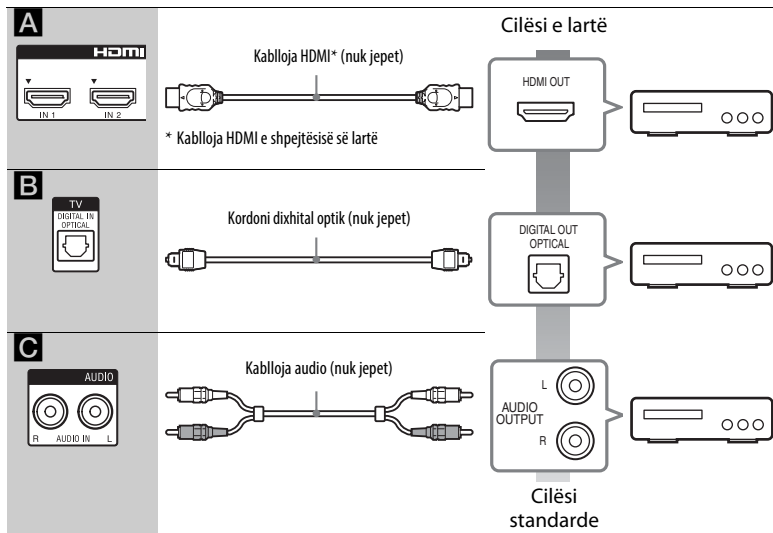 A
HDMI
IN 1
IN 2
Kablloja HDMI* (nuk jepet)
* Kablloja HDMI e shpejtësisë së lartë
Cilësi e lartë
HDMI OUT
B
TV
DIGITAL IN
OPTICAL
Kordoni dixhital optik (nuk jepet)
DIGITAL OUT
OPTICAL
C
AUDIO
R AUDIO IN L
Kablloja audio (nuk jepet)
L
AUDIO
OUTPUT
R
Cilësi
standarde